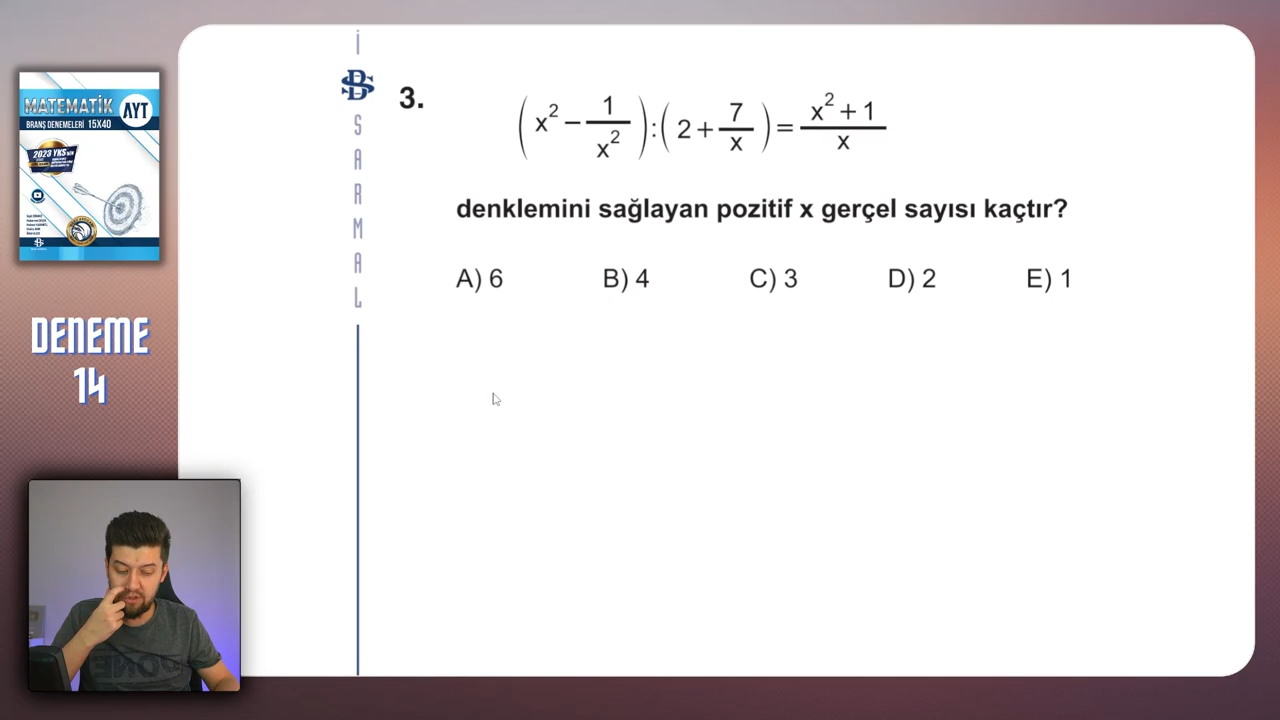 MATEMATİK AYT
BRANŞ DENEMELERİ 15X40
2023 YKS'NİN
DENEME
14
İ
S
A
R
M
A
L
3. (x² − 1/x²) : (2 + 7/x) = (x² + 1)/x
denklemini sağlayan pozitif x gerçel sayısı kaçtır?
A) 6 B) 4 C) 3 D) 2 E) 1